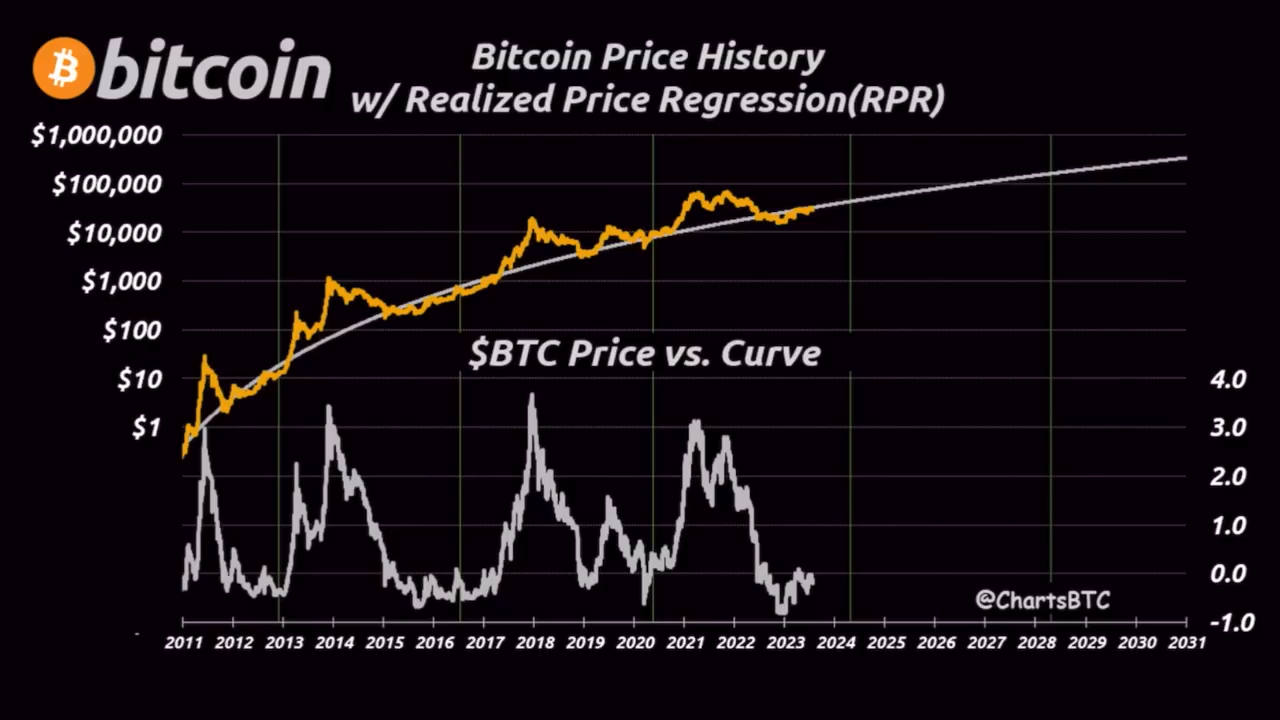 bitcoin
Bitcoin Price History
w/ Realized Price Regression(RPR)
$1,000,000
$100,000
$10,000
$1,000
$100
$10
$1
$BTC Price vs. Curve
4.0
3.0
2.0
1.0
0.0
-1.0
@ChartsBTC
2011 2012 2013 2014 2015 2016 2017 2018 2019 2020 2021 2022 2023 2024 2025 2026 2027 2028 2029 2030 2031